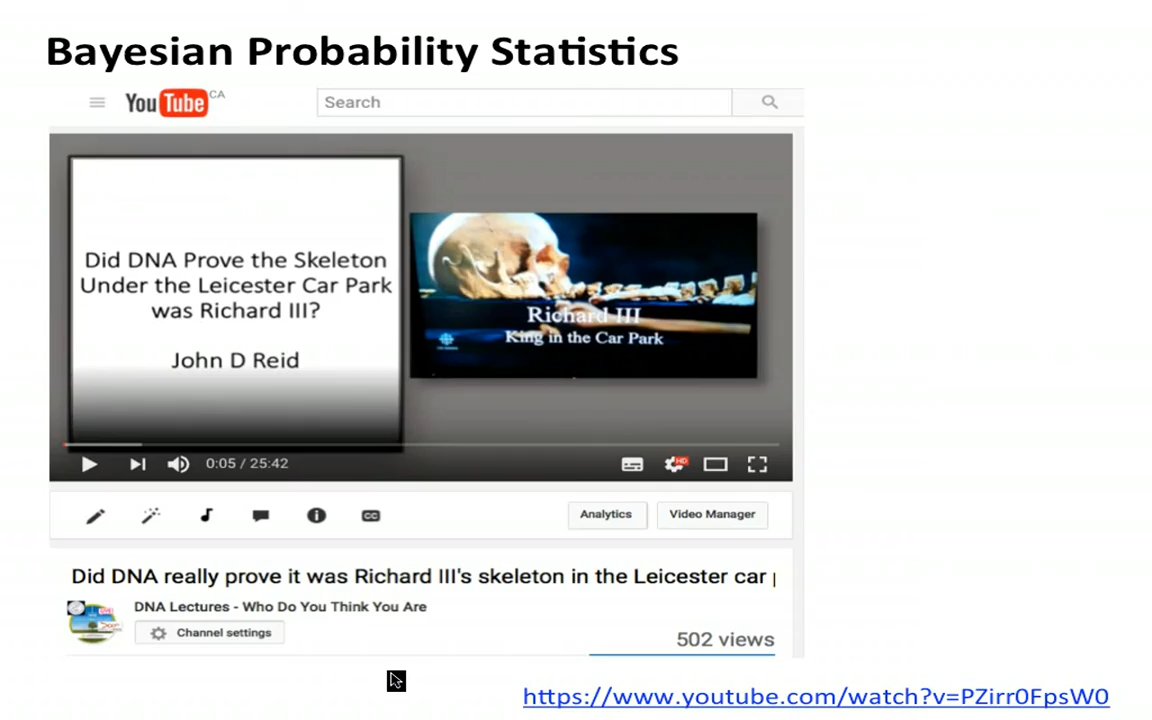 Bayesian Probability Statistics
YouTube CA
Search
Did DNA Prove the Skeleton
Under the Leicester Car Park
was Richard III?
John D Reid
Richard III
King in the Car Park
0:05 / 25:42
HD
CC
Analytics
Video Manager
Did DNA really prove it was Richard III's skeleton in the Leicester car
DNA Lectures - Who Do You Think You Are
Channel settings
502 views
https://www.youtube.com/watch?v=PZirr0FpsW0